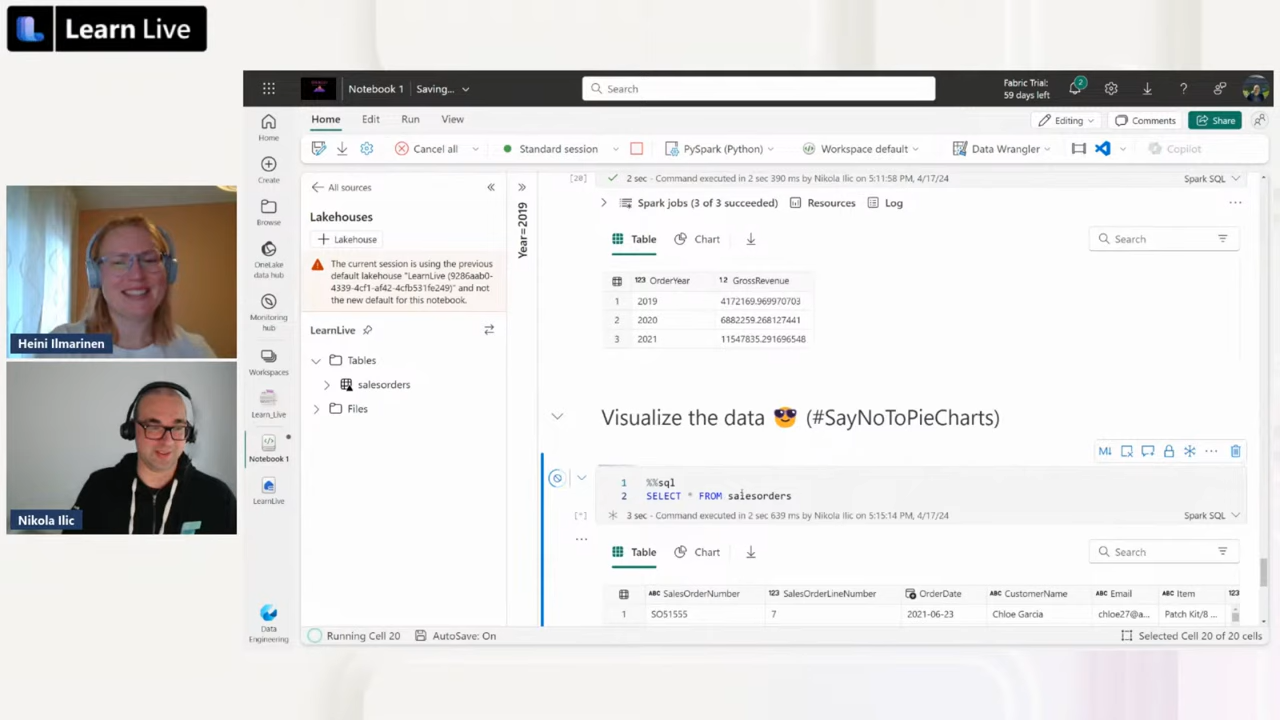 Learn Live
Notebook 1 Saving...
Search
Fabric Trial:
59 days left
2
Home Edit Run View
Editing Comments Share
Cancel all Standard session PySpark (Python) Workspace default Data Wrangler Copilot
Home
Create
Browse
OneLake
data hub
Monitoring
hub
Workspaces
Learn_Live
Notebook 1
LearnLive
Data
Engineering
All sources
Lakehouses
Lakehouse
The current session is using the previous
default lakehouse "LearnLive (9286aab0-
4339-4cf1-af42-4cfb531fe249)" and not
the new default for this notebook.
LearnLive
Tables
salesorders
Files
Year=2019
[20] 2 sec - Command executed in 2 sec 390 ms by Nikola Ilic on 5:11:58 PM, 4/17/24 Spark SQL
Spark jobs (3 of 3 succeeded) Resources Log
Table Chart Search
123 OrderYear 12 GrossRevenue
1 2019 4172169.969970703
2 2020 6882259.268127441
3 2021 11547835.291696548
Visualize the data 😎 (#SayNoToPieCharts)
M↓
1 %%sql
2 SELECT * FROM salesorders
[*] 3 sec - Command executed in 2 sec 639 ms by Nikola Ilic on 5:15:14 PM, 4/17/24 Spark SQL
Table Chart Search
ABC SalesOrderNumber 123 SalesOrderLineNumber OrderDate ABC CustomerName ABC Email ABC Item 123
1 SO51555 7 2021-06-23 Chloe Garcia chloe27@a... Patch Kit/8 ...
Running Cell 20 AutoSave: On Selected Cell 20 of 20 cells
Heini Ilmarinen
Nikola Ilic